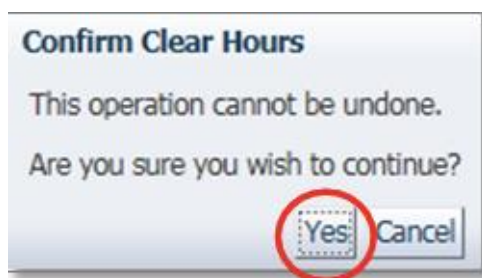 Confirm Clear Hours
This operation cannot be undone.
Are you sure you wish to continue?
Yes Cancel